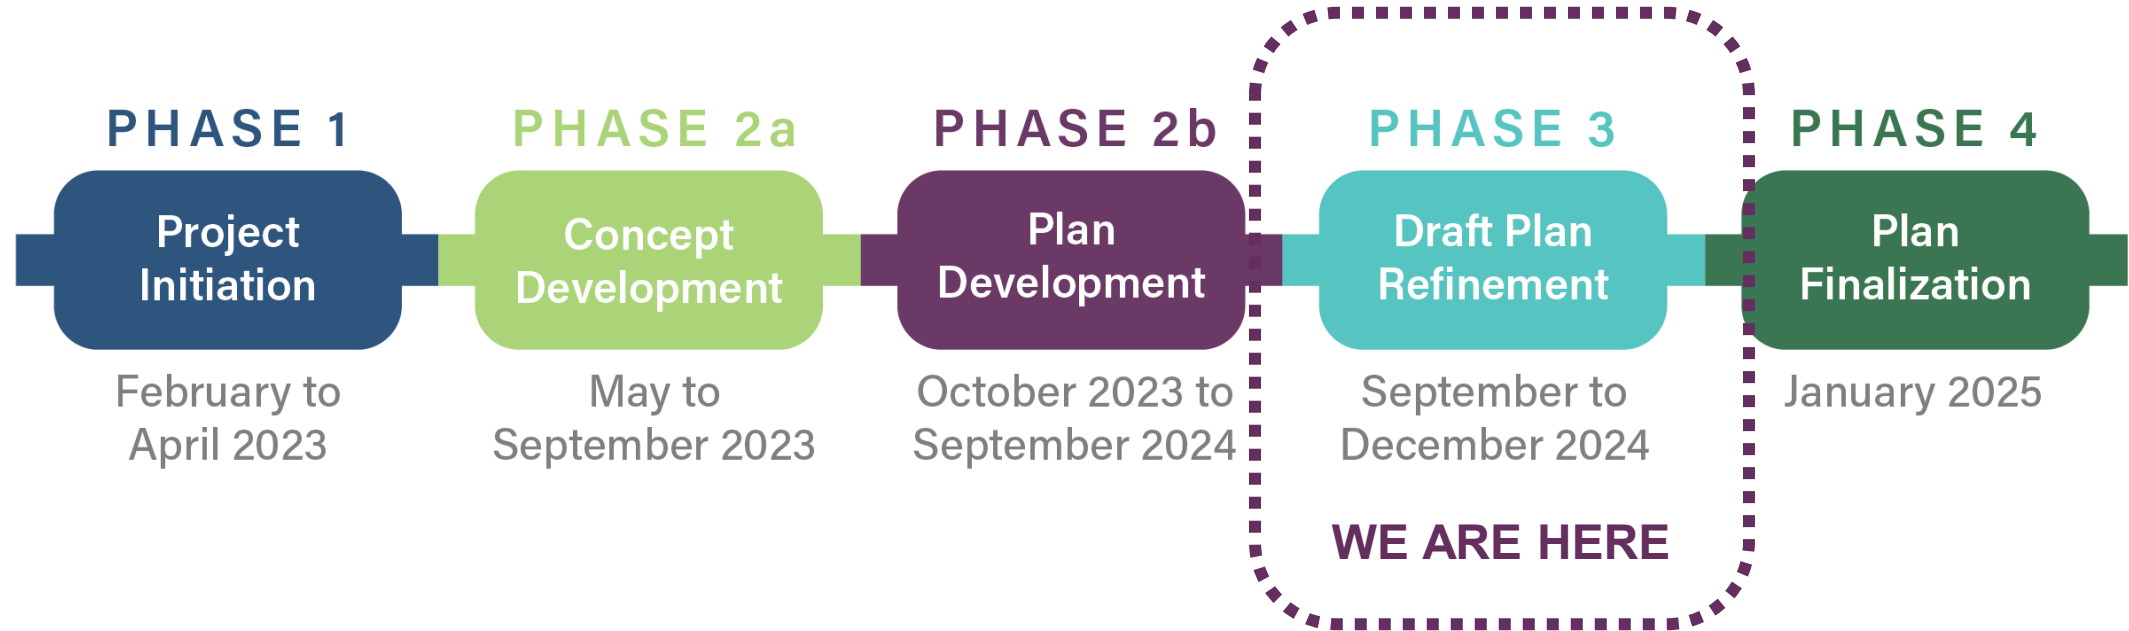 PHASE 1
Project
Initiation
February to
April 2023
PHASE 2a
Concept
Development
May to
September 2023
PHASE 2b
Plan
Development
October 2023 to
September 2024
PHASE 3
Draft Plan
Refinement
September to
December 2024
WE ARE HERE
PHASE 4
Plan
Finalization
January 2025